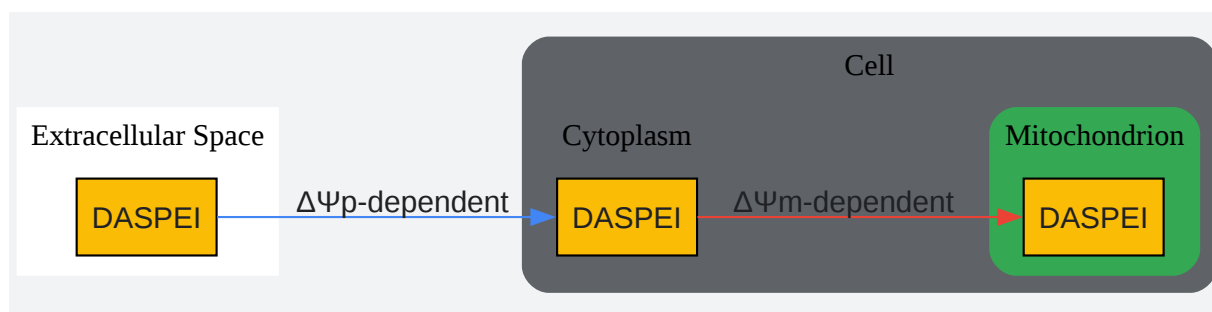 Cell
Extracellular Space
Cytoplasm
Mitochondrion
DASPEI
ΔΨp-dependent
DASPEI
ΔΨm-dependent
DASPEI